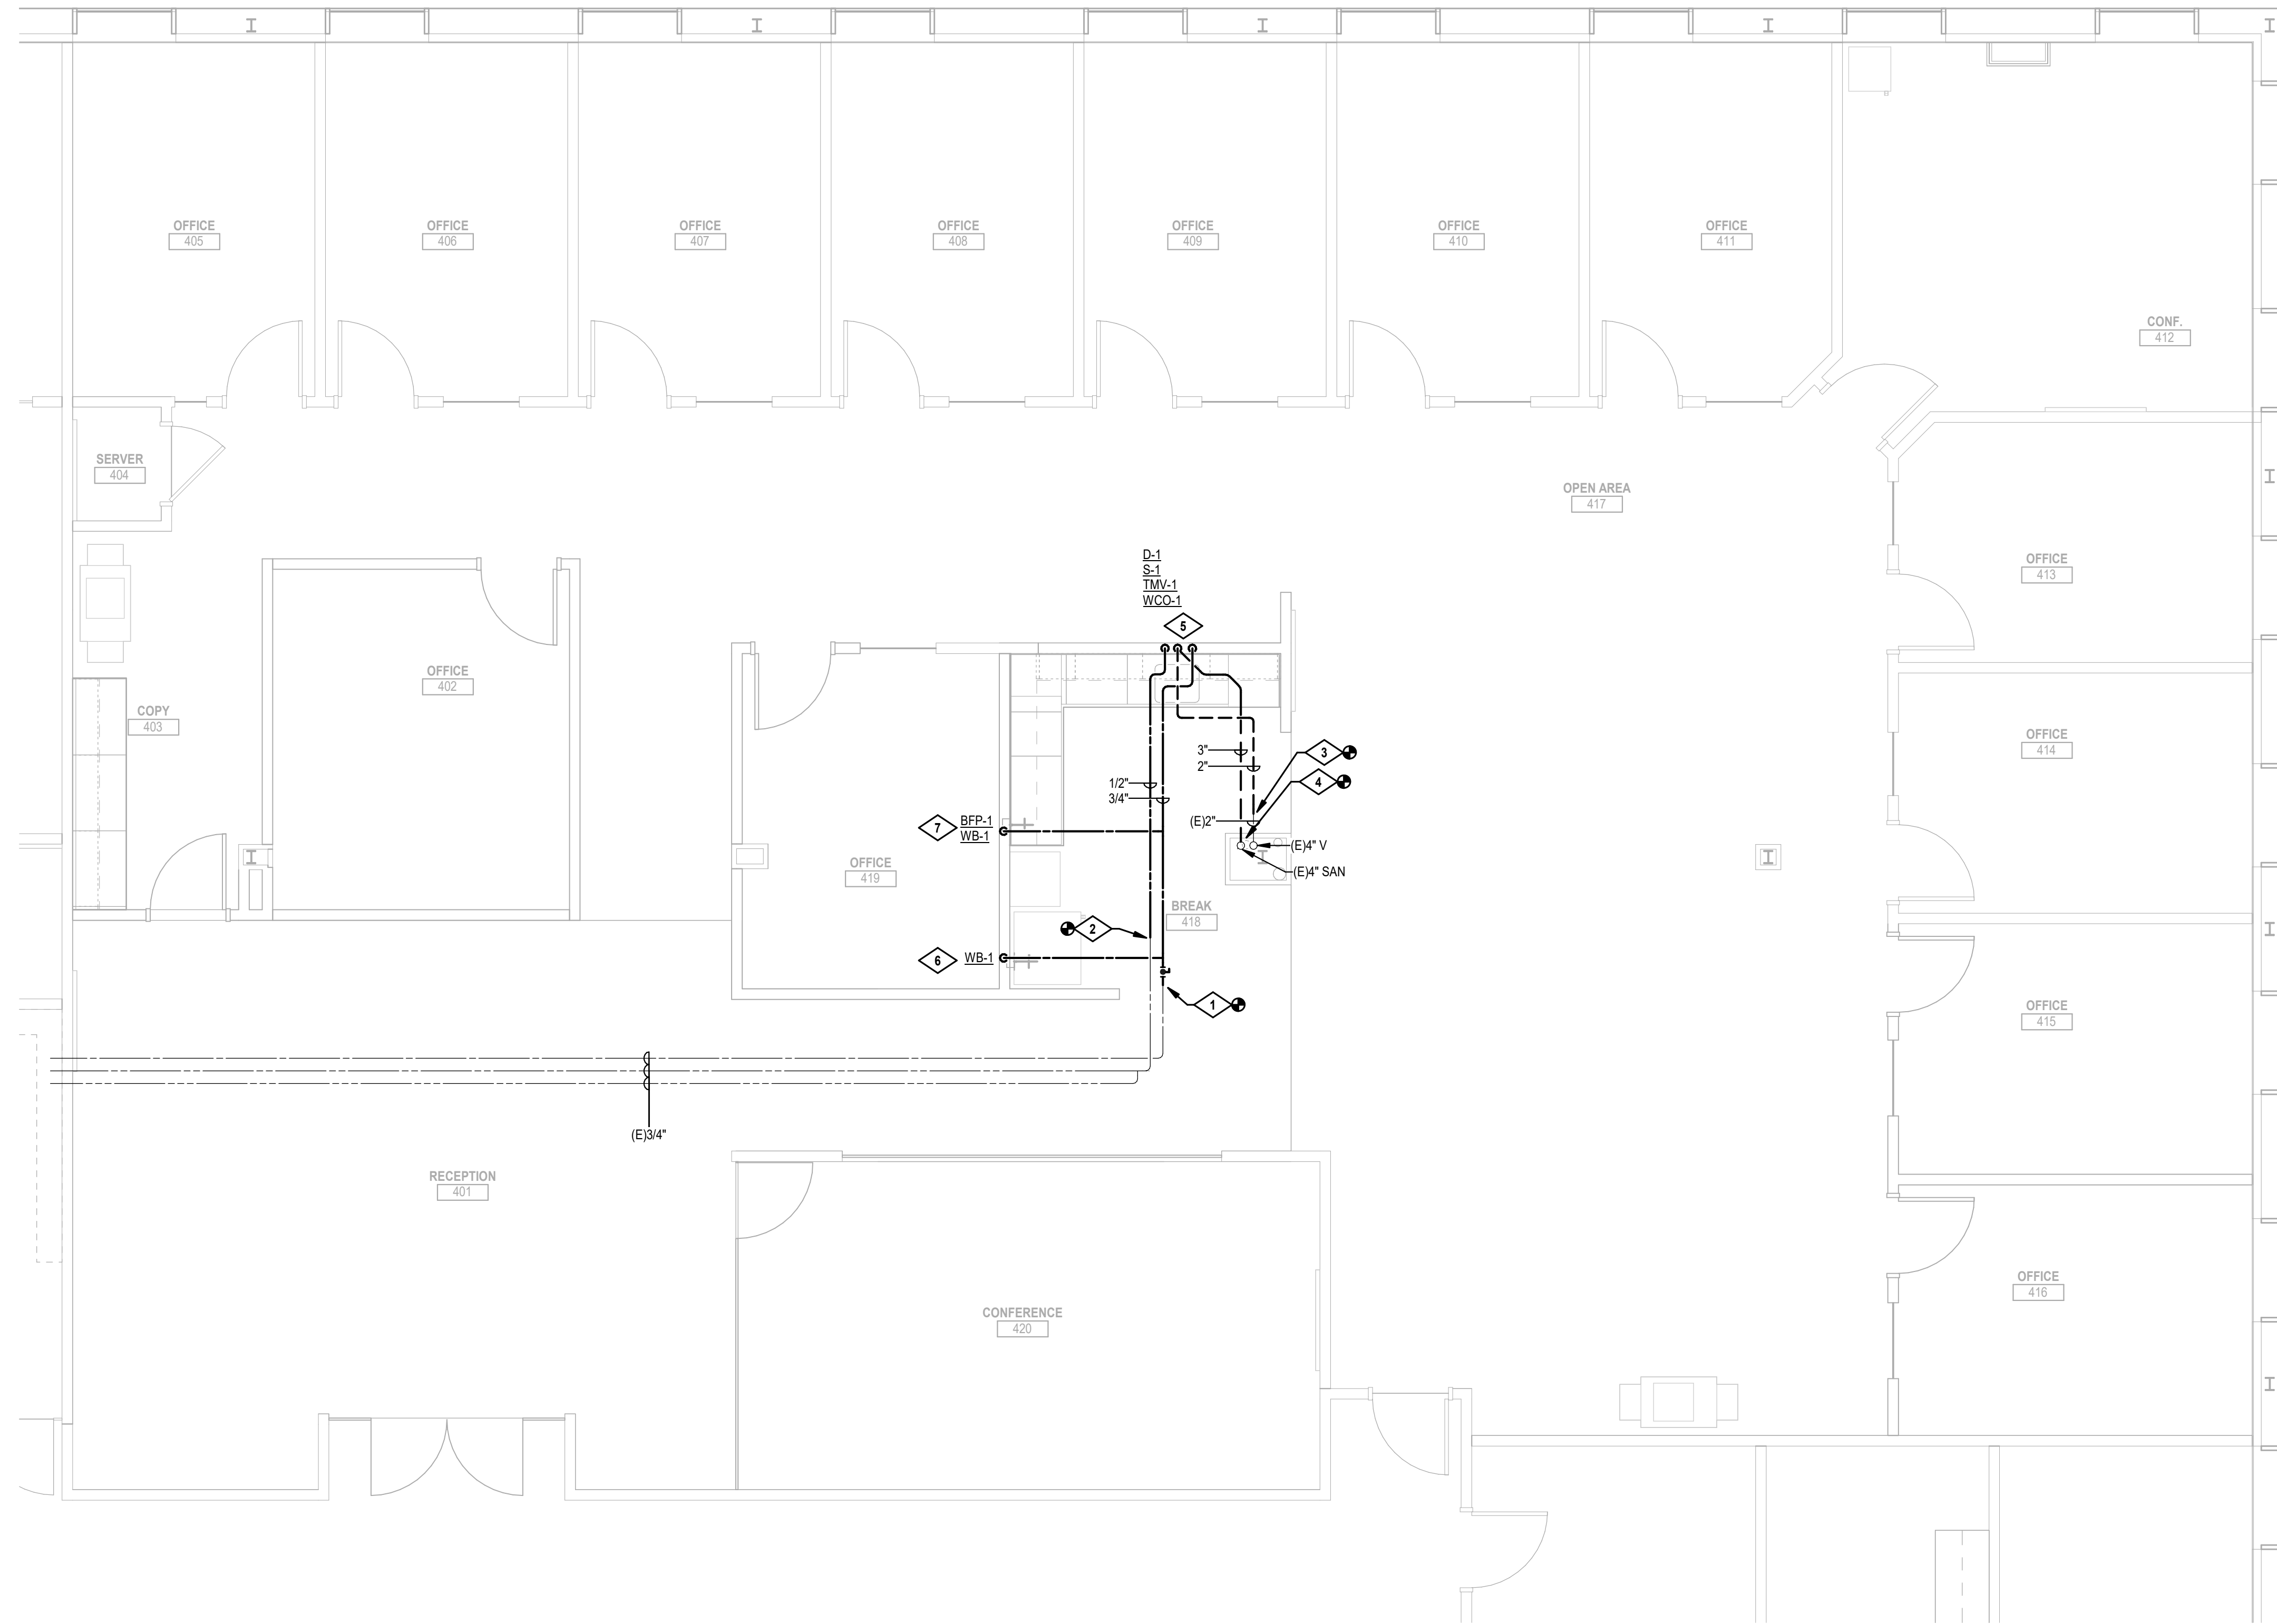 OFFICE
405
OFFICE
406
OFFICE
407
OFFICE
408
OFFICE
409
OFFICE
410
OFFICE
411
CONF.
412
SERVER
404
OPEN AREA
417
D-1
S-1
TMV-1
WCO-1
5
OFFICE
413
OFFICE
402
COPY
403
OFFICE
414
3"
2"
3
4
1/2"
3/4"
(E)2"
7
BFP-1
WB-1
(E)4" V
(E)4" SAN
OFFICE
419
BREAK
418
2
6
WB-1
1
OFFICE
415
(E)3/4"
RECEPTION
401
OFFICE
416
CONFERENCE
420